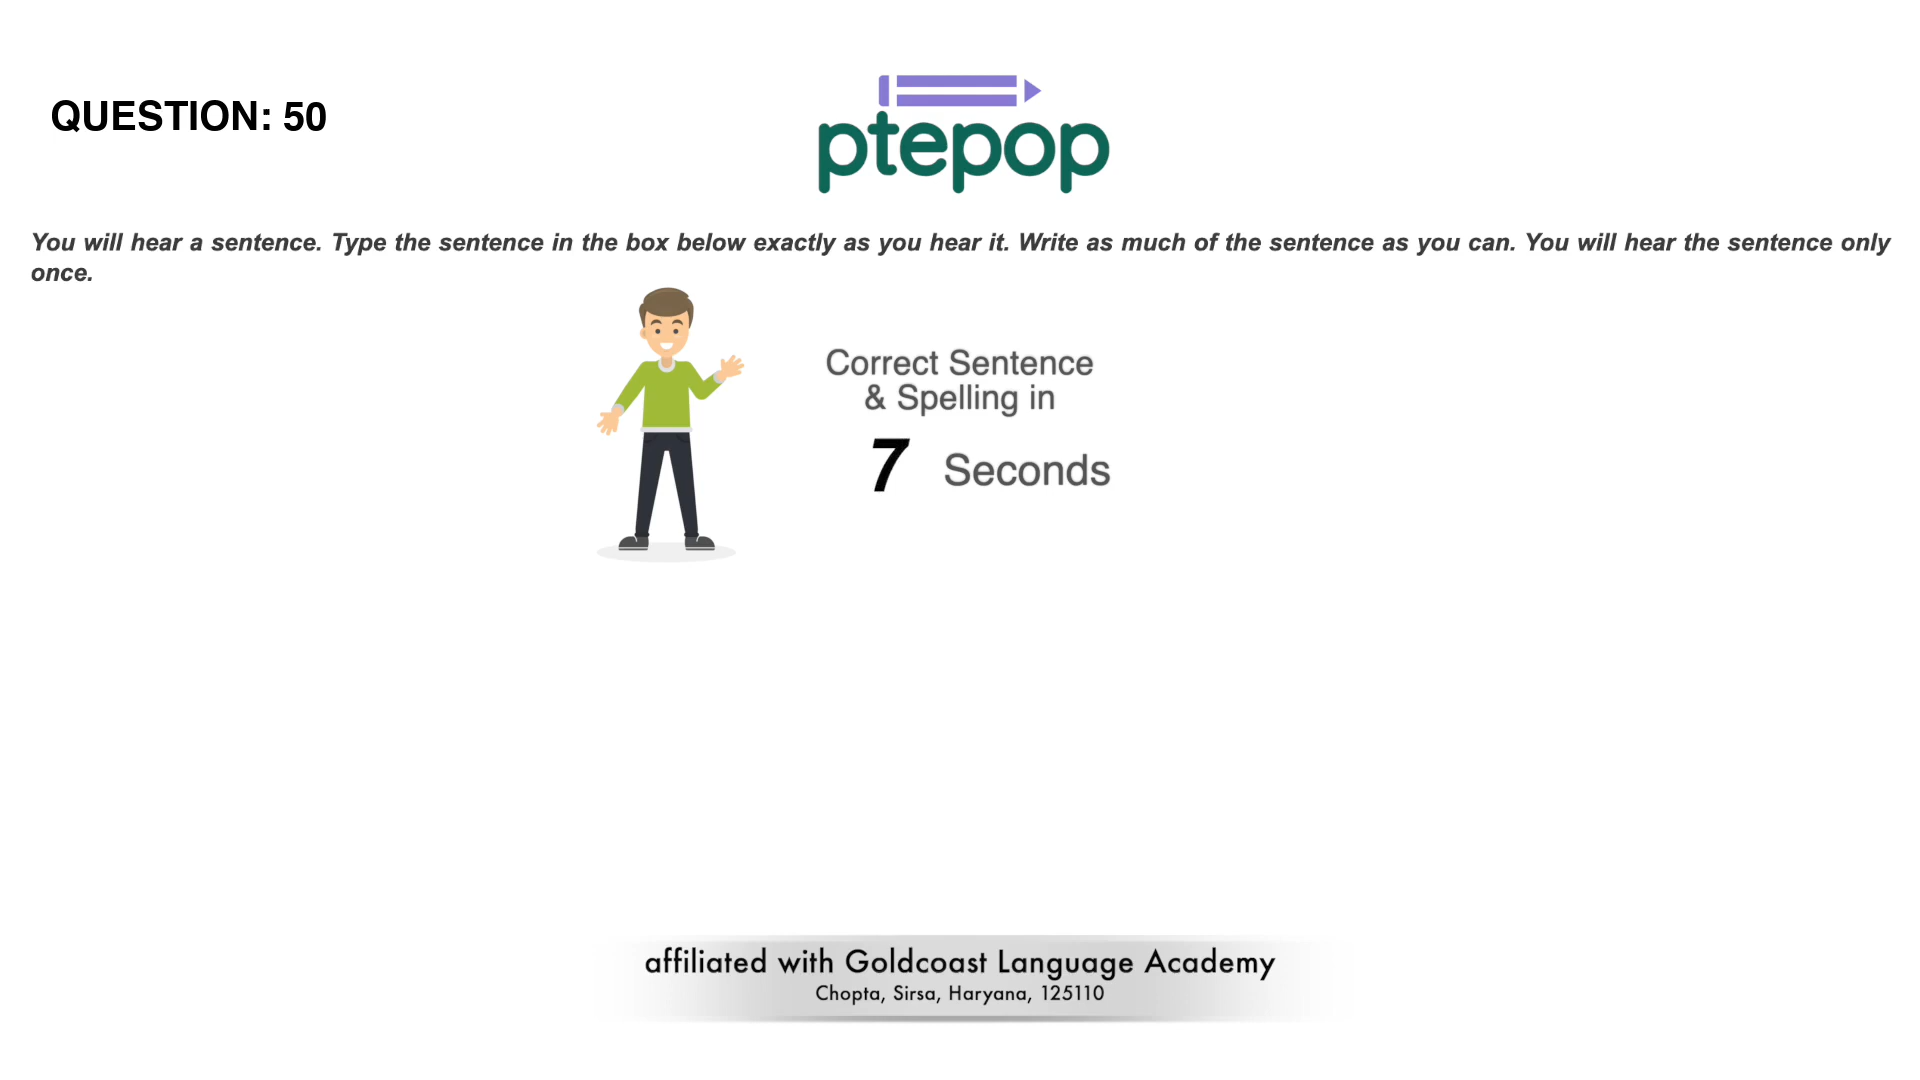 QUESTION: 50
ptepop
You will hear a sentence. Type the sentence in the box below exactly as you hear it. Write as much of the sentence as you can. You will hear the sentence only
once.
Correct Sentence
& Spelling in
7 Seconds
affiliated with Goldcoast Language Academy
Chopta, Sirsa, Haryana, 125110